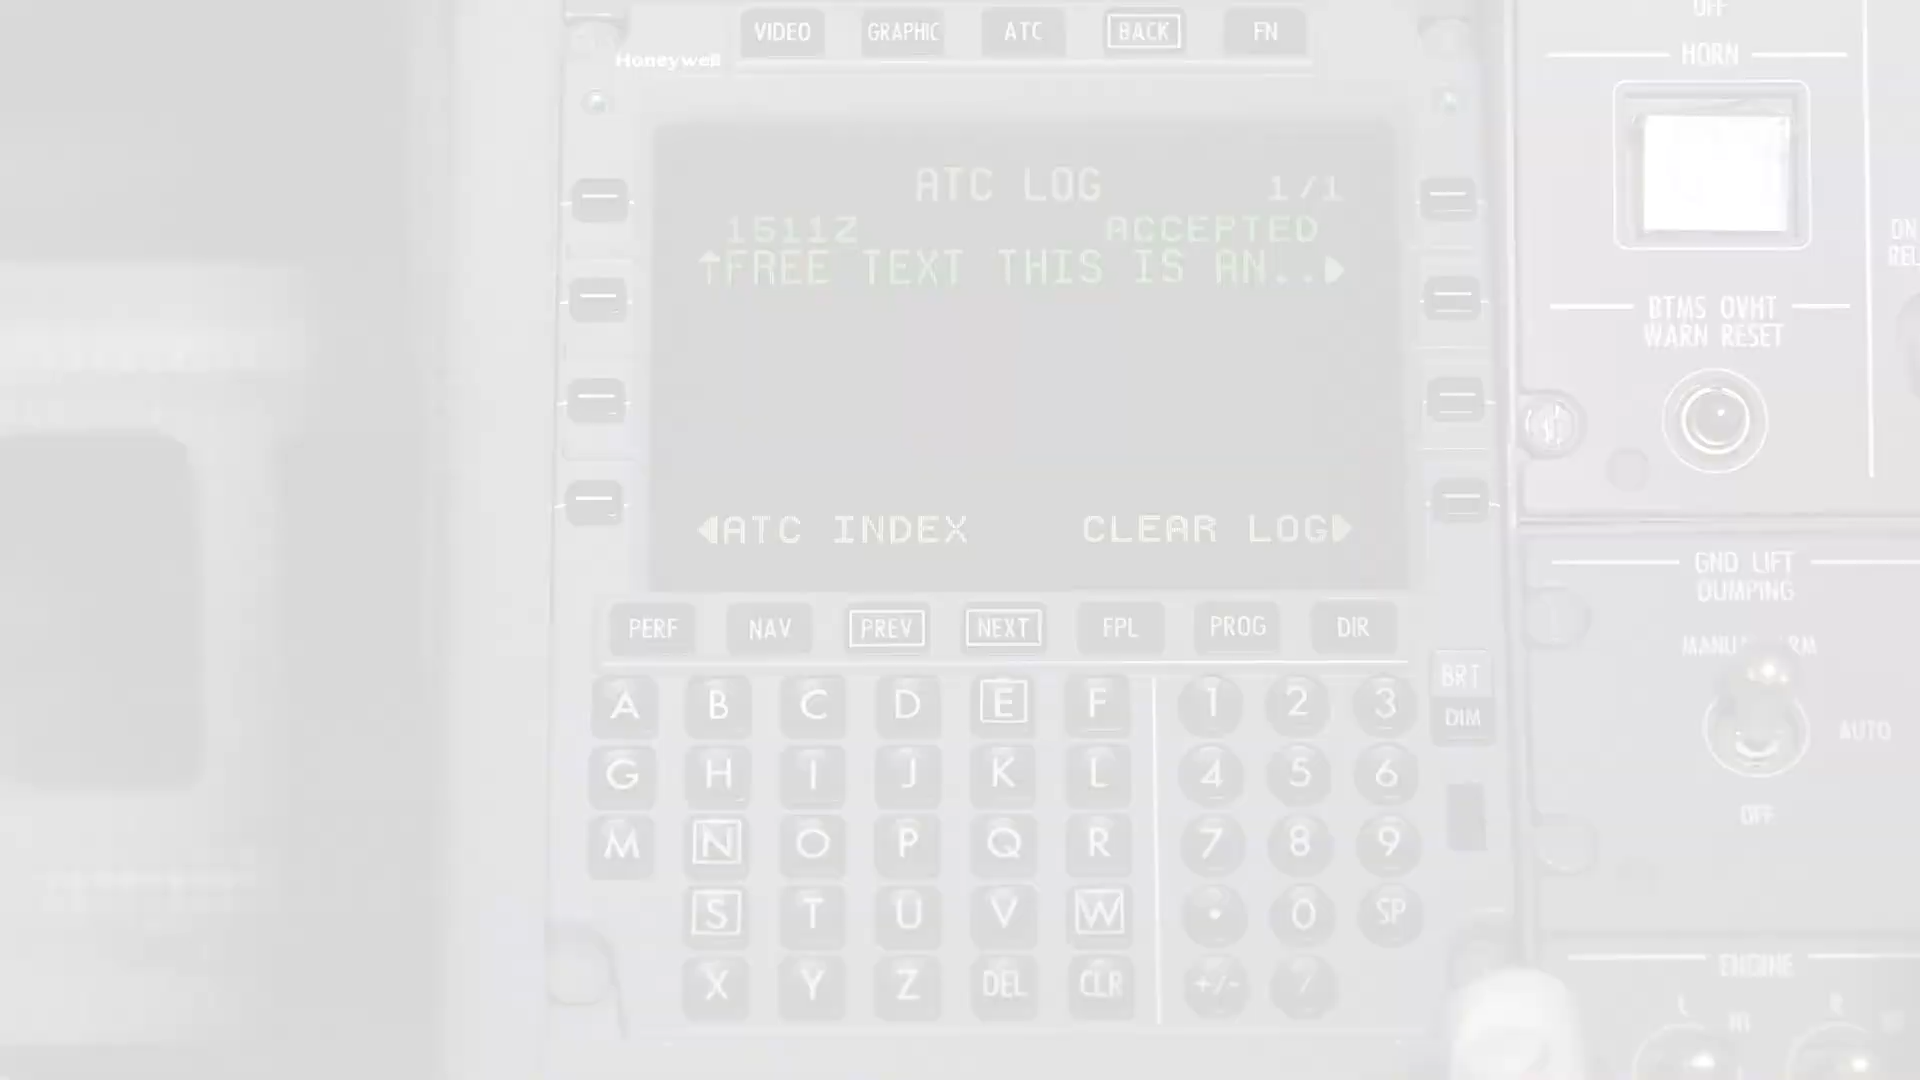 VIDEO GRAPHIC ATC BACK FN
Honeywell
ATC LOG 1/1
1511Z ACCEPTED
↑FREE TEXT THIS IS AN..▶
◀ATC INDEX CLEAR LOG▶
PERF NAV PREV NEXT FPL PROG DIR
A B C D E F 1 2 3
G H I J K L 4 5 6
M N O P Q R 7 8 9
S T U V W • 0 SP
X Y Z DEL CLR +/- /
BRT
DIM
OFF
HORN
BTMS OVHT
WARN RESET
GND LIFT
DUMPING
AUTO
OFF
ENGINE
L R